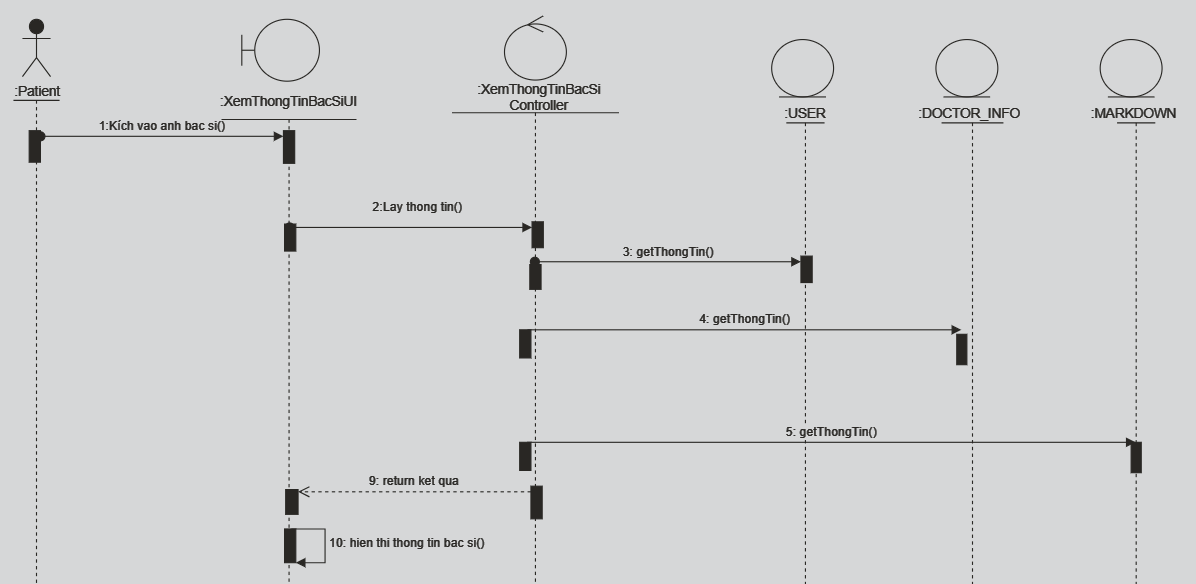 :Patient
:XemThongTinBacSiUI
:XemThongTinBacSi
Controller
:USER
:DOCTOR_INFO
:MARKDOWN
1:Kích vao anh bac si()
2:Lay thong tin()
3: getThongTin()
4: getThongTin()
5: getThongTin()
9: return ket qua
10: hien thi thong tin bac si()